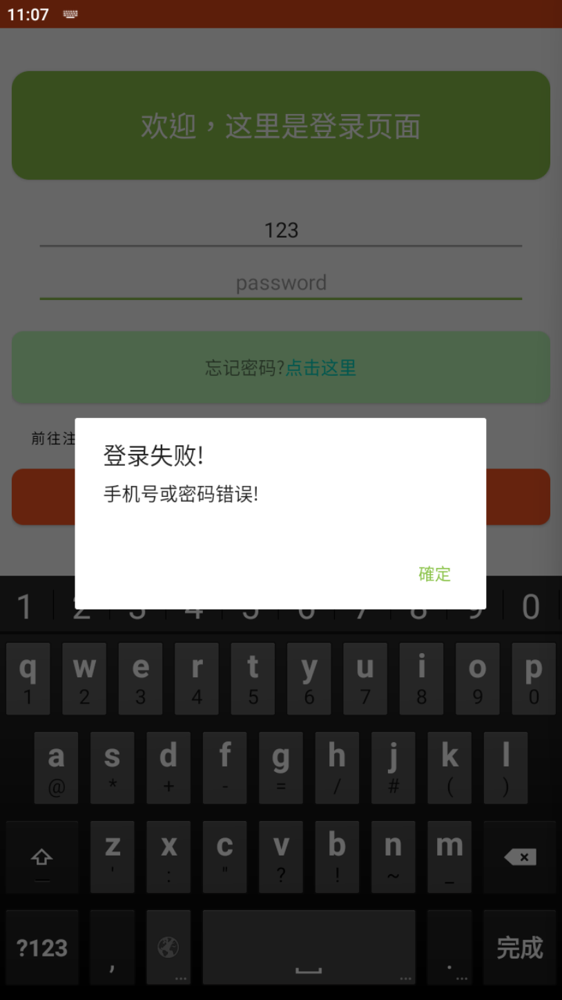 11:07
欢迎，这里是登录页面
123
password
忘记密码?点击这里
前往注
登录失败!
手机号或密码错误!
確定
1 2 3 4 5 6 7 8 9 0
q w e r t y u i o p
1 2 3 4 5 6 7 8 9 0
a s d f g h j k l
@ * + - = / # ( )
z x c v b n m
' : " ? ! ~ _
?123 , ... ... . ... 完成